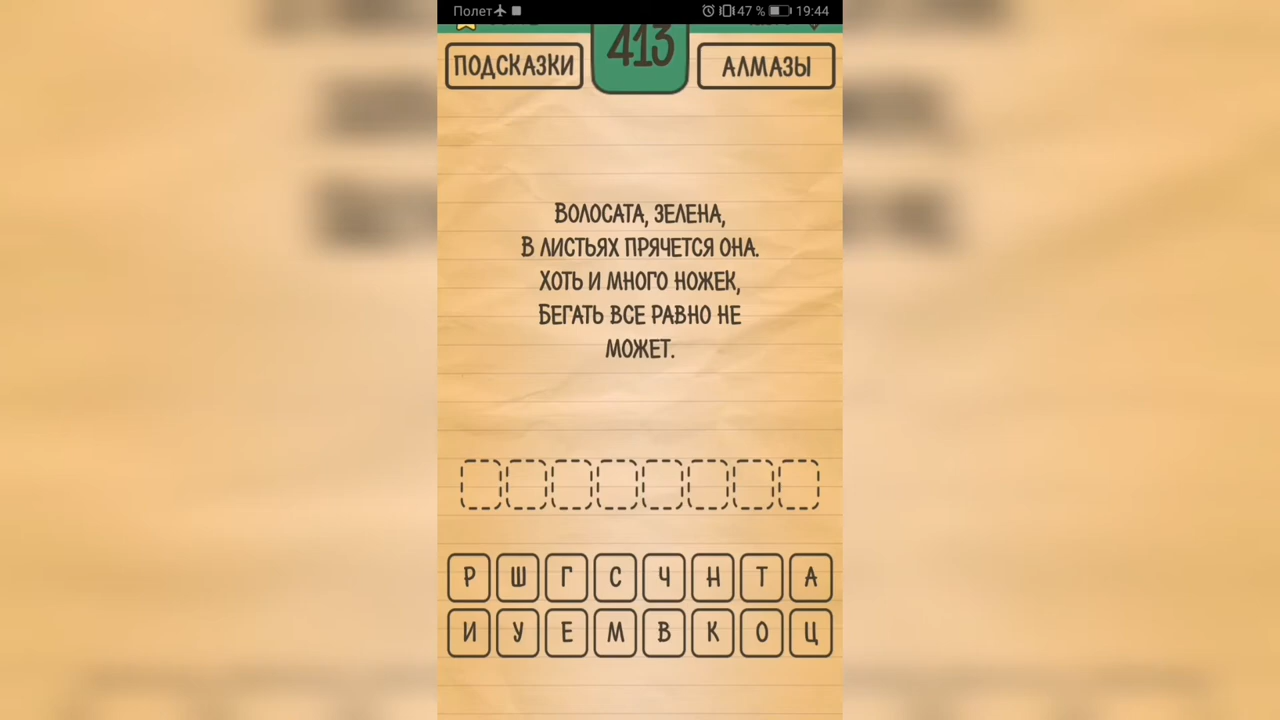 Полет 47 % 19:44
ПОДСКАЗКИ 413 АЛМАЗЫ
ВОЛОСАТА, ЗЕЛЕНА,
В ЛИСТЬЯХ ПРЯЧЕТСЯ ОНА.
ХОТЬ И МНОГО НОЖЕК,
БЕГАТЬ ВСЕ РАВНО НЕ
МОЖЕТ.
Р Ш Г С Ч Н Т А
И У Е М В К О Ц